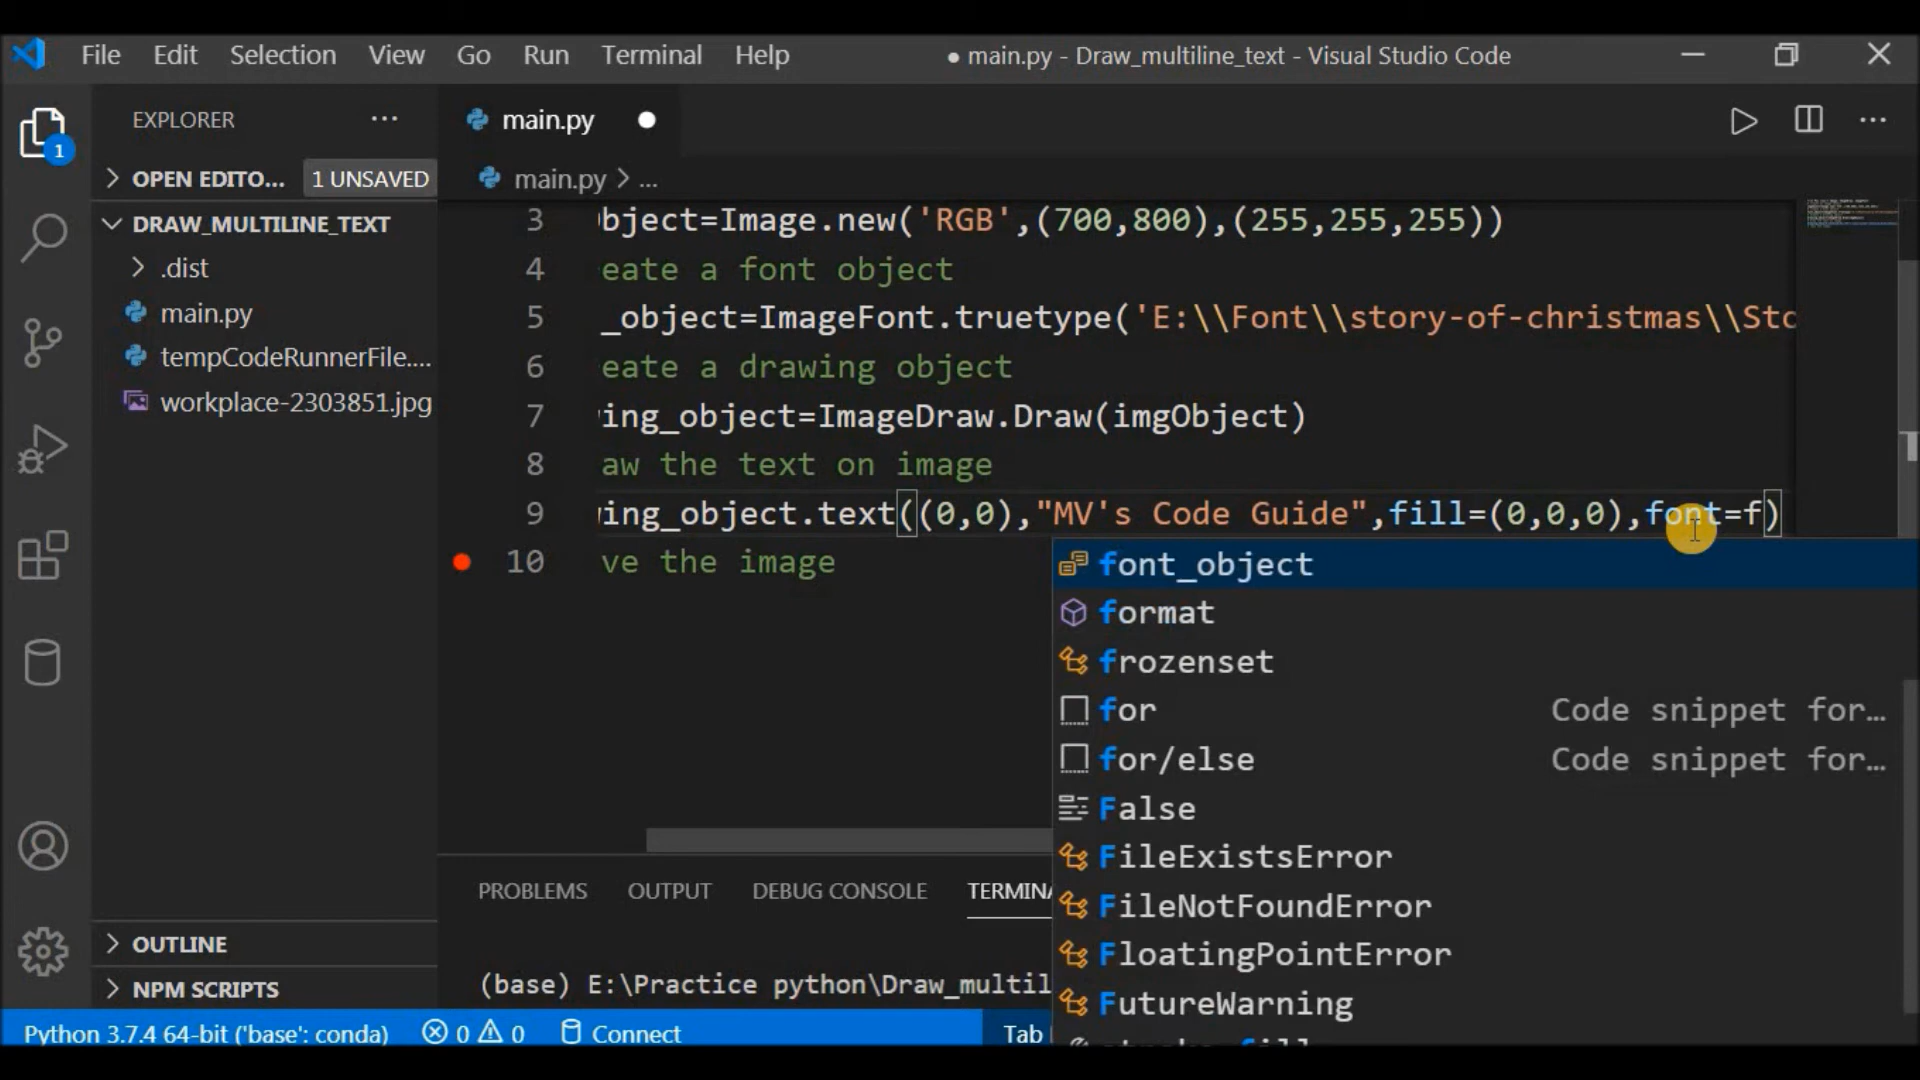 File Edit Selection View Go Run Terminal Help
● main.py - Draw_multiline_text - Visual Studio Code
EXPLORER
OPEN EDITO... 1 UNSAVED
DRAW_MULTILINE_TEXT
.dist
main.py
tempCodeRunnerFile....
workplace-2303851.jpg
OUTLINE
NPM SCRIPTS
1
main.py
main.py > ...
3 bject=Image.new('RGB',(700,800),(255,255,255))
4 eate a font object
5 _object=ImageFont.truetype('E:\\Font\\story-of-christmas\\Sto
6 eate a drawing object
7 ing_object=ImageDraw.Draw(imgObject)
8 aw the text on image
9 ing_object.text((0,0),"MV's Code Guide",fill=(0,0,0),font=f)
10 ve the image
font_object
format
frozenset
for Code snippet for…
for/else Code snippet for…
False
FileExistsError
FileNotFoundError
FloatingPointError
FutureWarning
PROBLEMS OUTPUT DEBUG CONSOLE TERMINA
(base) E:\Practice python\Draw_multil
Python 3.7.4 64-bit ('base': conda) 0 0 Connect Tab